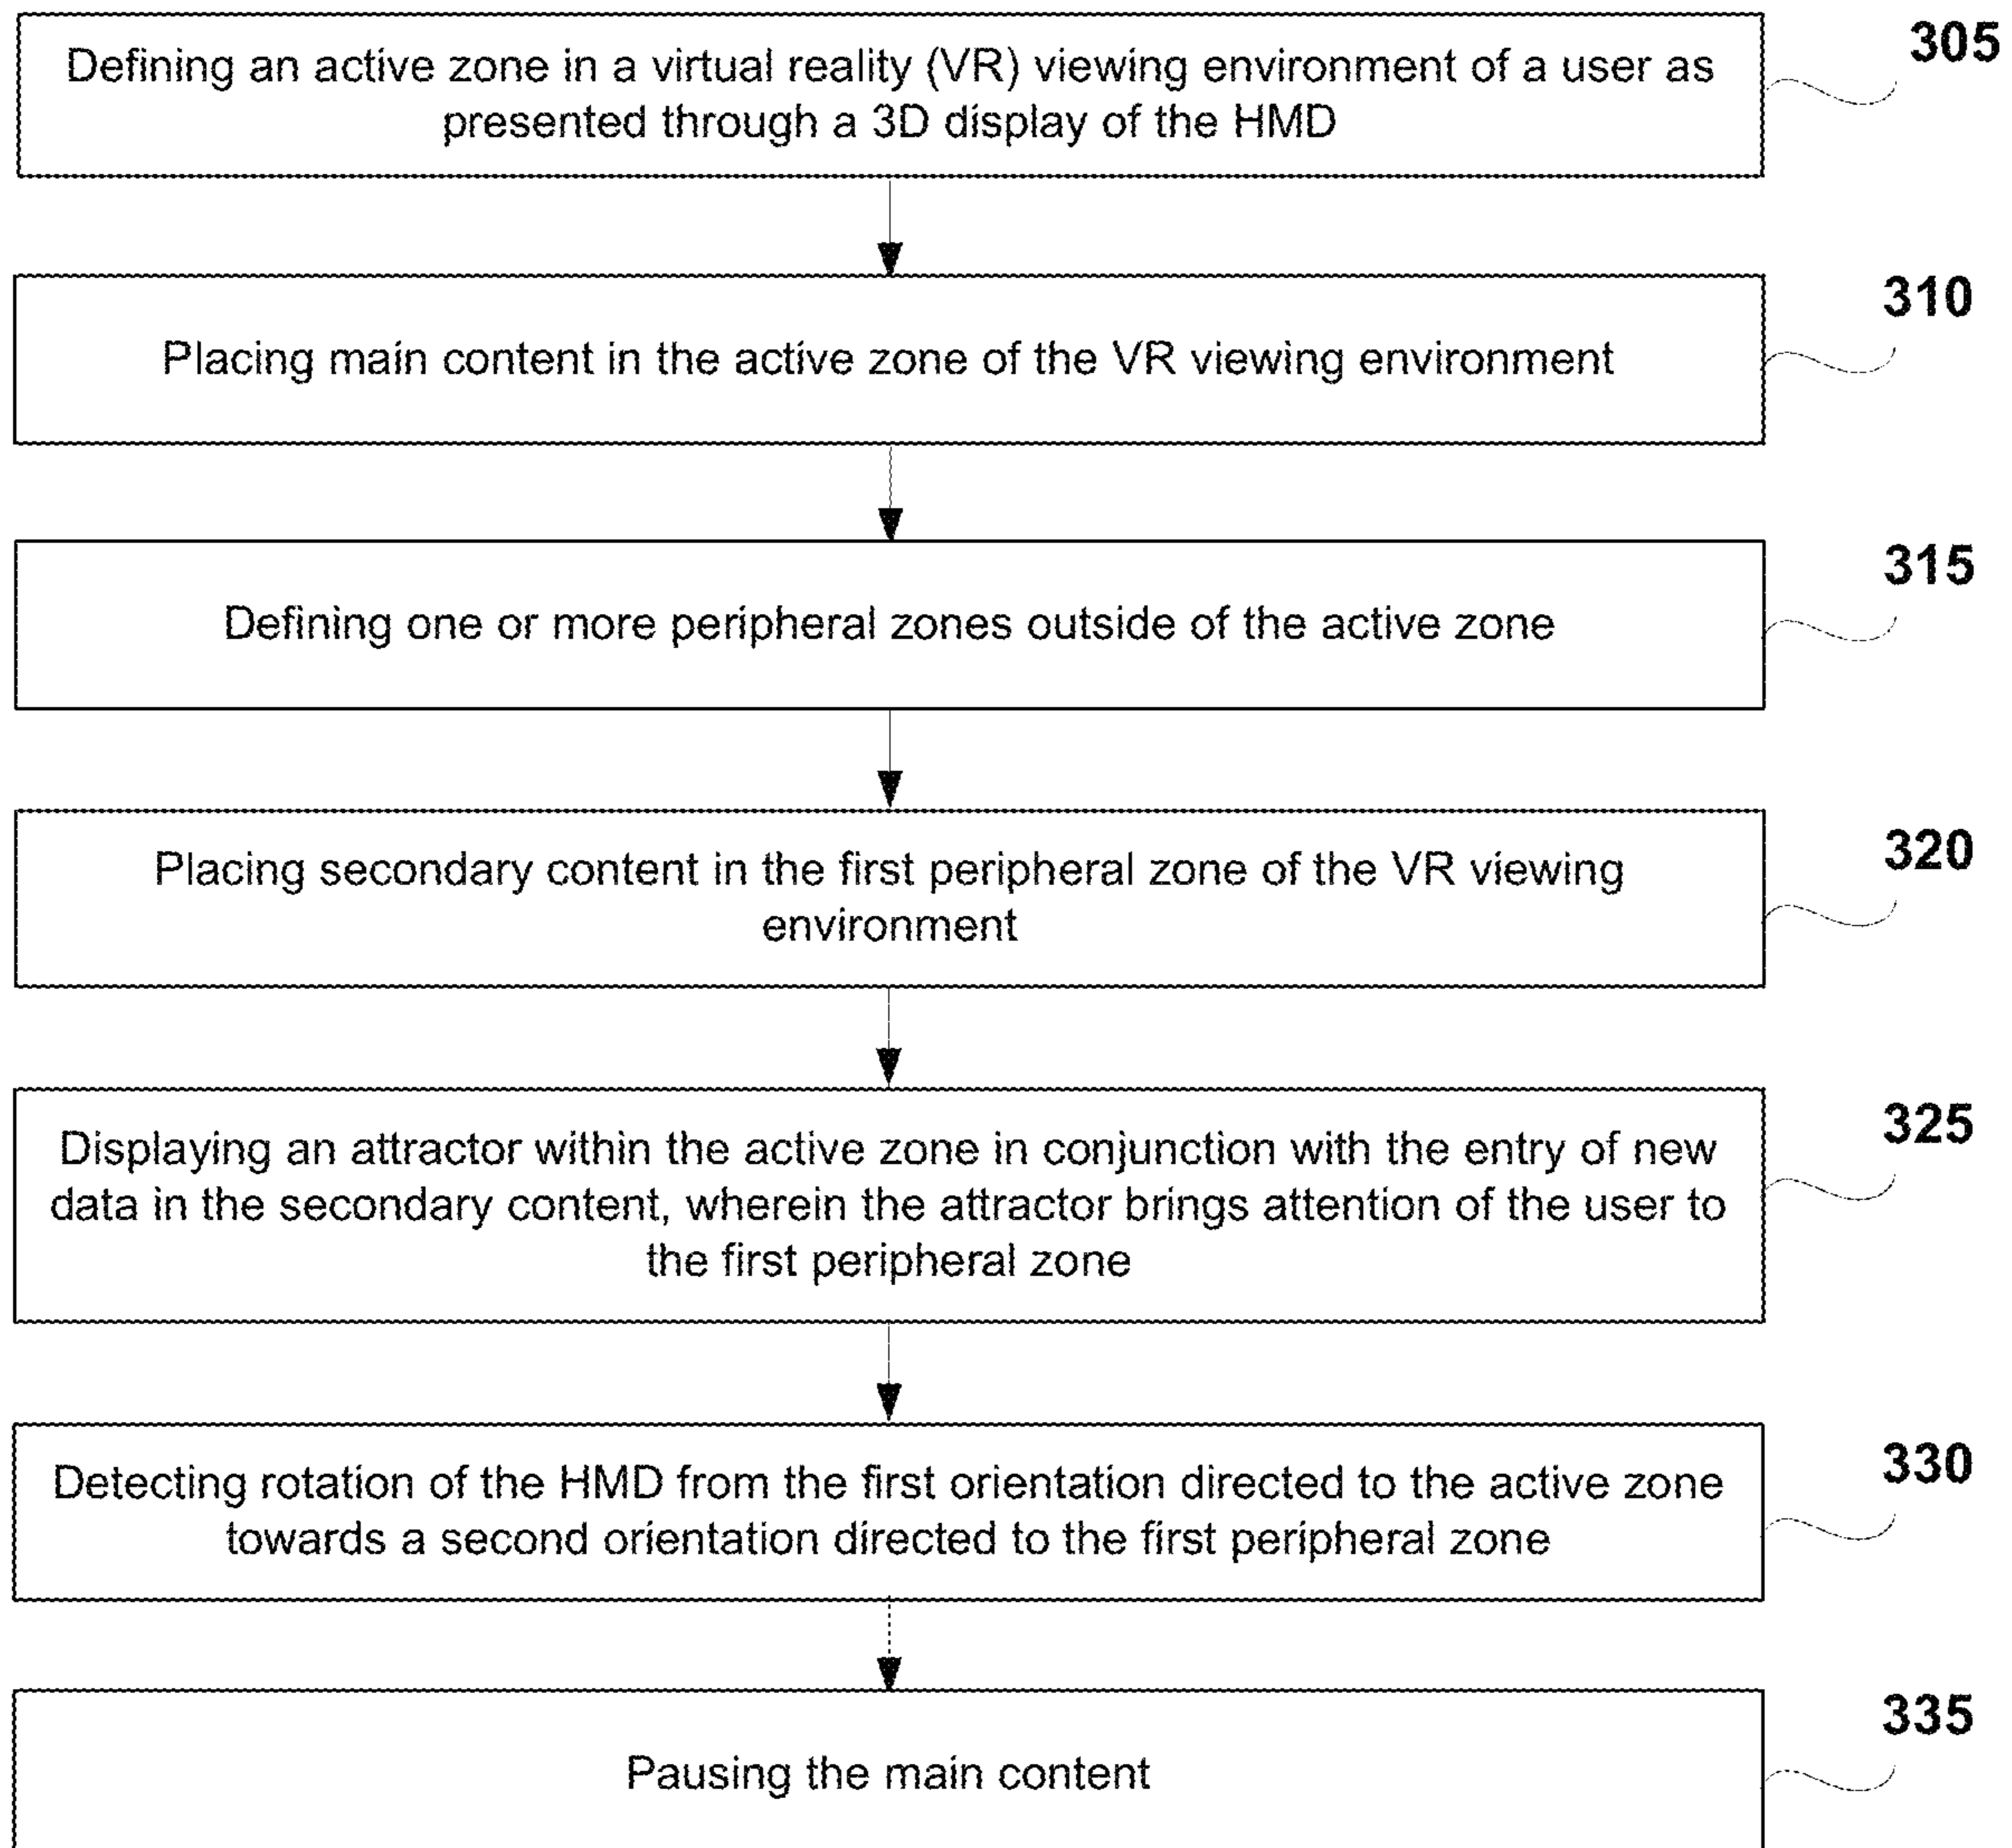 305
Defining an active zone in a virtual reality (VR) viewing environment of a user as
presented through a 3D display of the HMD
310
Placing main content in the active zone of the VR viewing environment
315
Defining one or more peripheral zones outside of the active zone
320
Placing secondary content in the first peripheral zone of the VR viewing
environment
325
Displaying an attractor within the active zone in conjunction with the entry of new
data in the secondary content, wherein the attractor brings attention of the user to
the first peripheral zone
330
Detecting rotation of the HMD from the first orientation directed to the active zone
towards a second orientation directed to the first peripheral zone
335
Pausing the main content